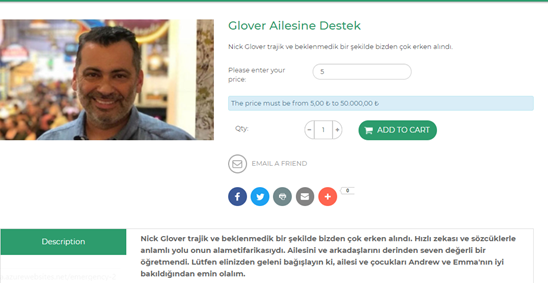 Glover Ailesine Destek
Nick Glover trajik ve beklenmedik bir şekilde bizden çok erken alındı.
Please enter your
price:
5
The price must be from 5,00 ₺ to 50.000,00 ₺
Qty:
− 1 +
ADD TO CART
EMAIL A FRIEND
0
Description
Nick Glover trajik ve beklenmedik bir şekilde bizden çok erken alındı. Hızlı zekası ve sözcüklerle
anlamlı yolu onun alametifarikasıydı. Ailesini ve arkadaşlarını derinden seven değerli bir
öğretmendi. Lütfen elinizden geleni bağışlayın ki, ailesi ve çocukları Andrew ve Emma'nın iyi
bakıldığından emin olalım.